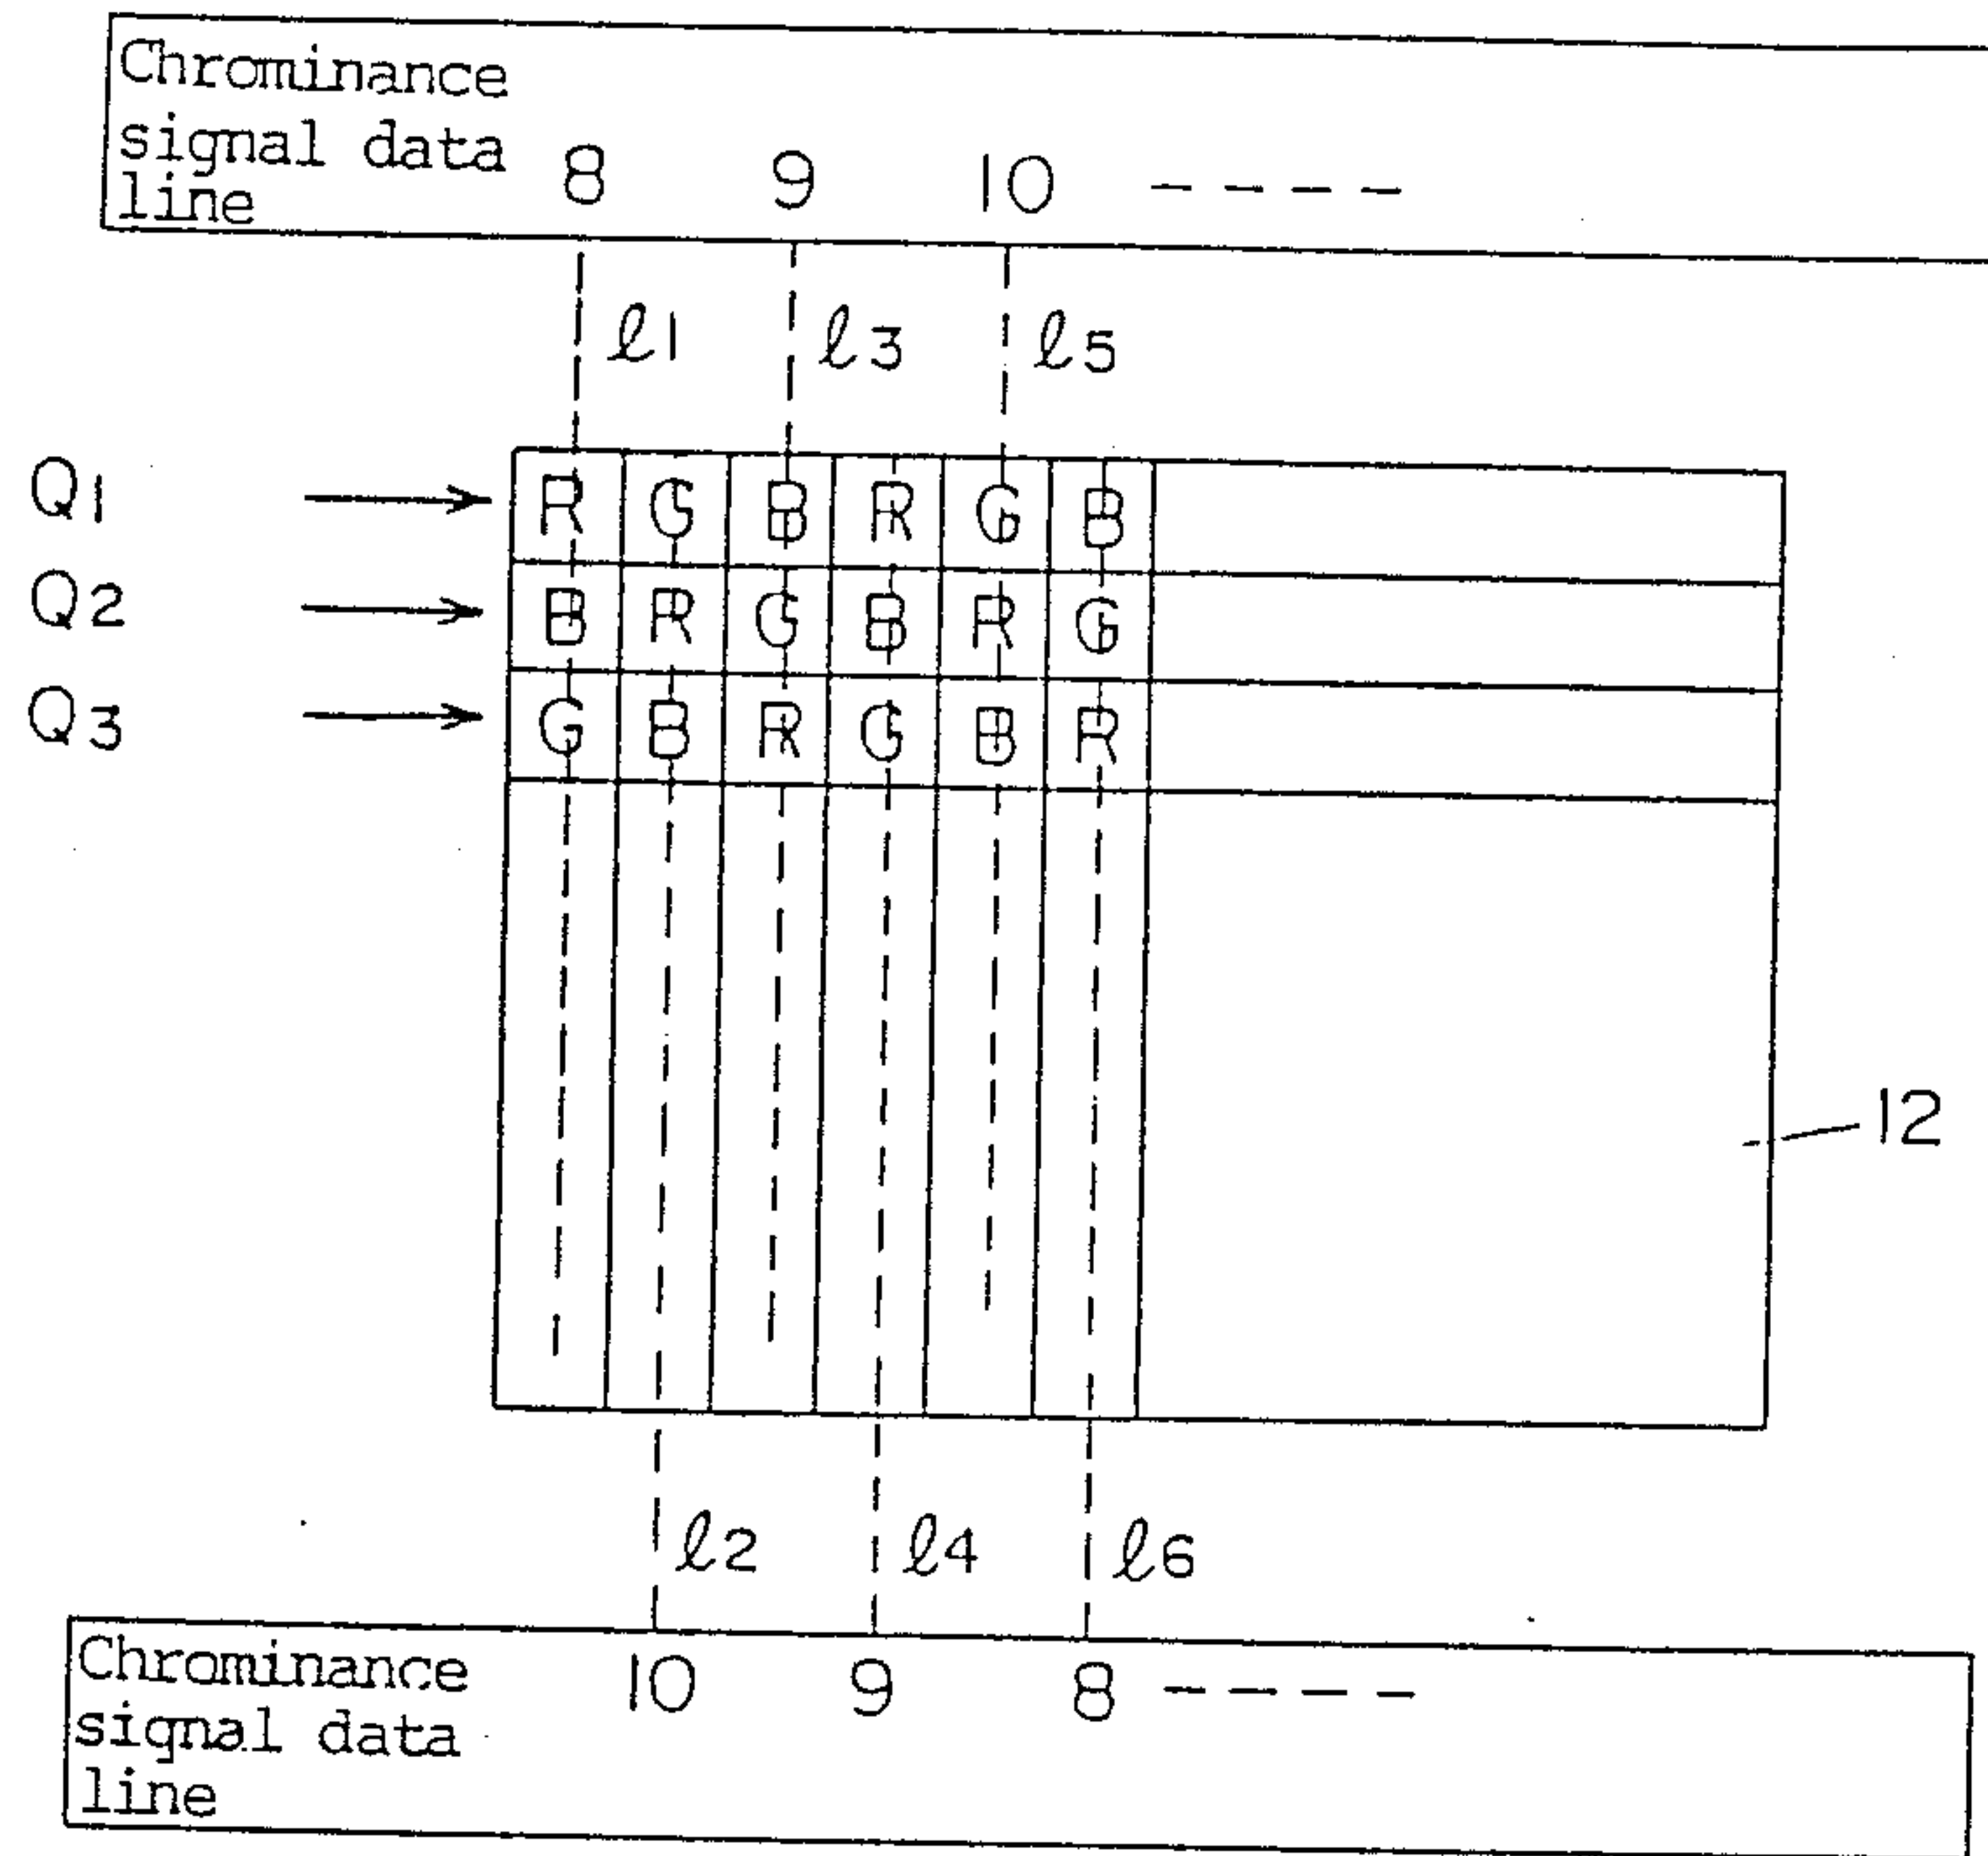 Chrominance
signal data
line
8 9 10 ----
ℓ1 ℓ3 ℓ5
Q1 R G B R G B
Q2 B R G B R G
Q3 G B R G B R
12
ℓ2 ℓ4 ℓ6
Chrominance
signal data
line
10 9 8 ----